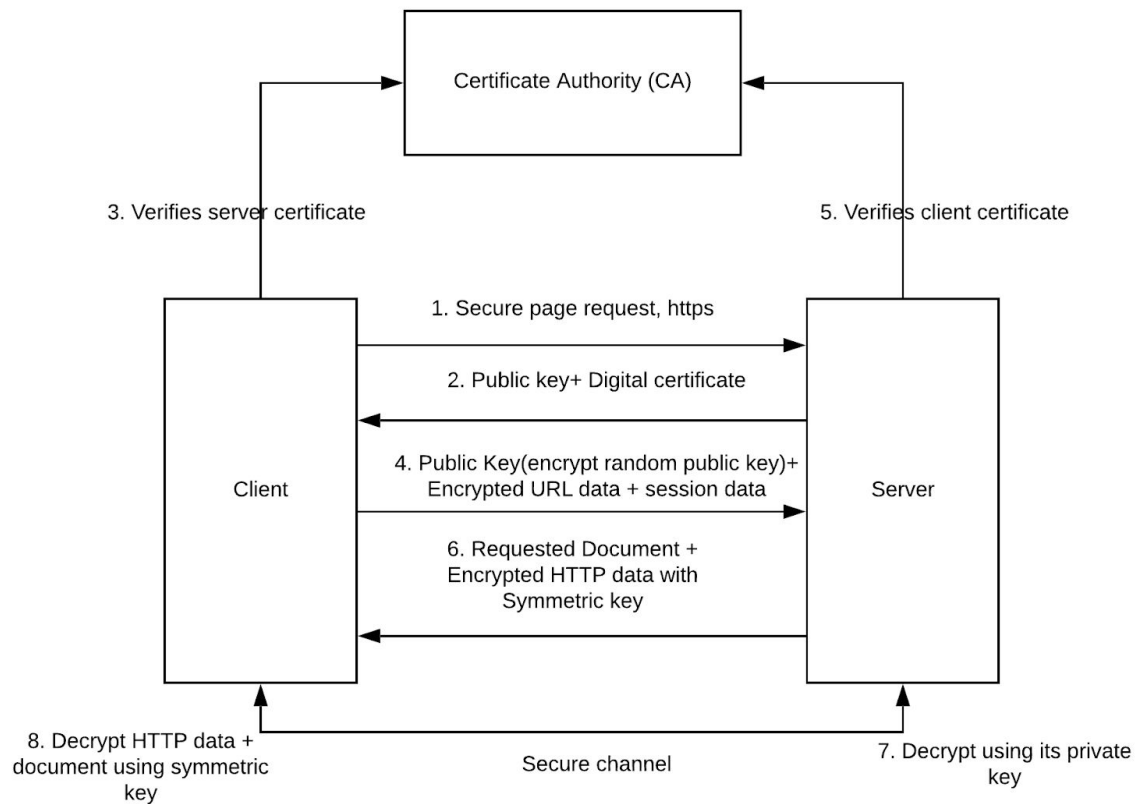 Certificate Authority (CA)
3. Verifies server certificate
5. Verifies client certificate
1. Secure page request, https
2. Public key+ Digital certificate
4. Public Key(encrypt random public key)+
Encrypted URL data + session data
Client
Server
6. Requested Document +
Encrypted HTTP data with
Symmetric key
8. Decrypt HTTP data +
document using symmetric
key
Secure channel
7. Decrypt using its private
key